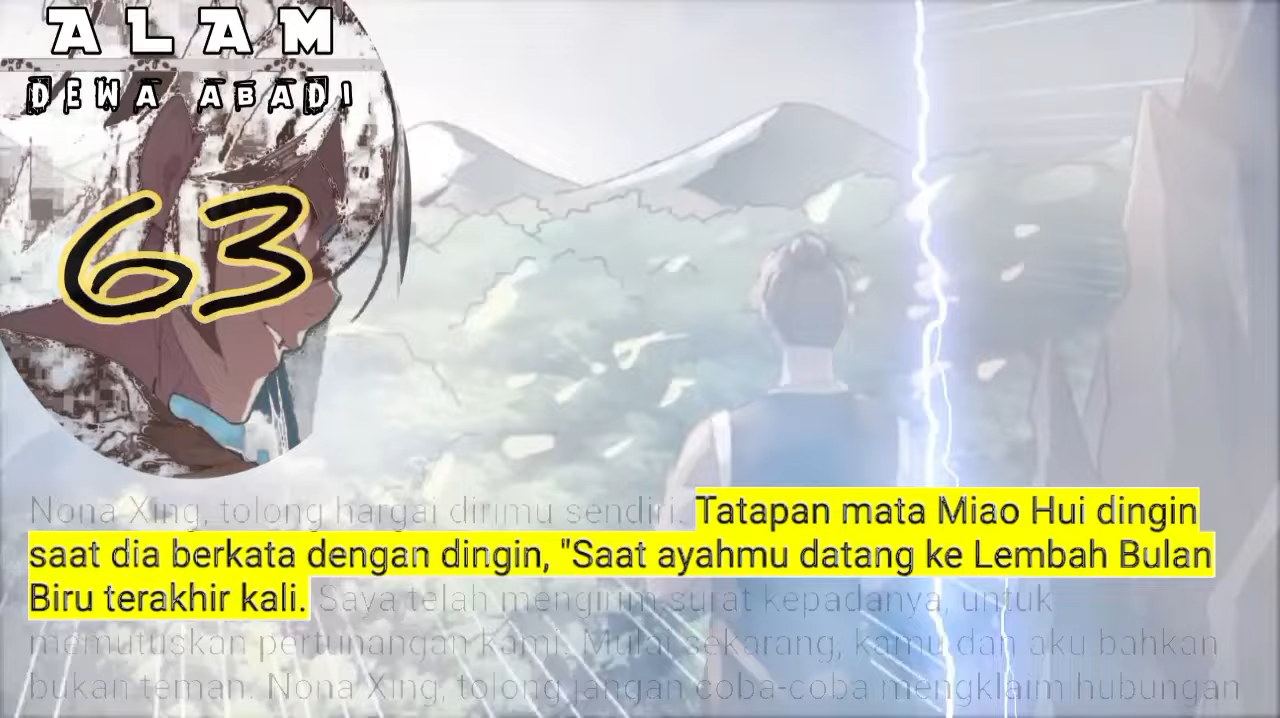 ALAM
DEWA ABADI
63
Nona Xing, tolong hargai dirimu sendiri. Tatapan mata Miao Hui dingin
saat dia berkata dengan dingin, "Saat ayahmu datang ke Lembah Bulan
Biru terakhir kali. Saya telah mengirim surat kepadanya, untuk
memutuskan pertunangan kami. Mulai sekarang, kamu dan aku bahkan
bukan teman. Nona Xing, tolong jangan coba-coba mengklaim hubungan